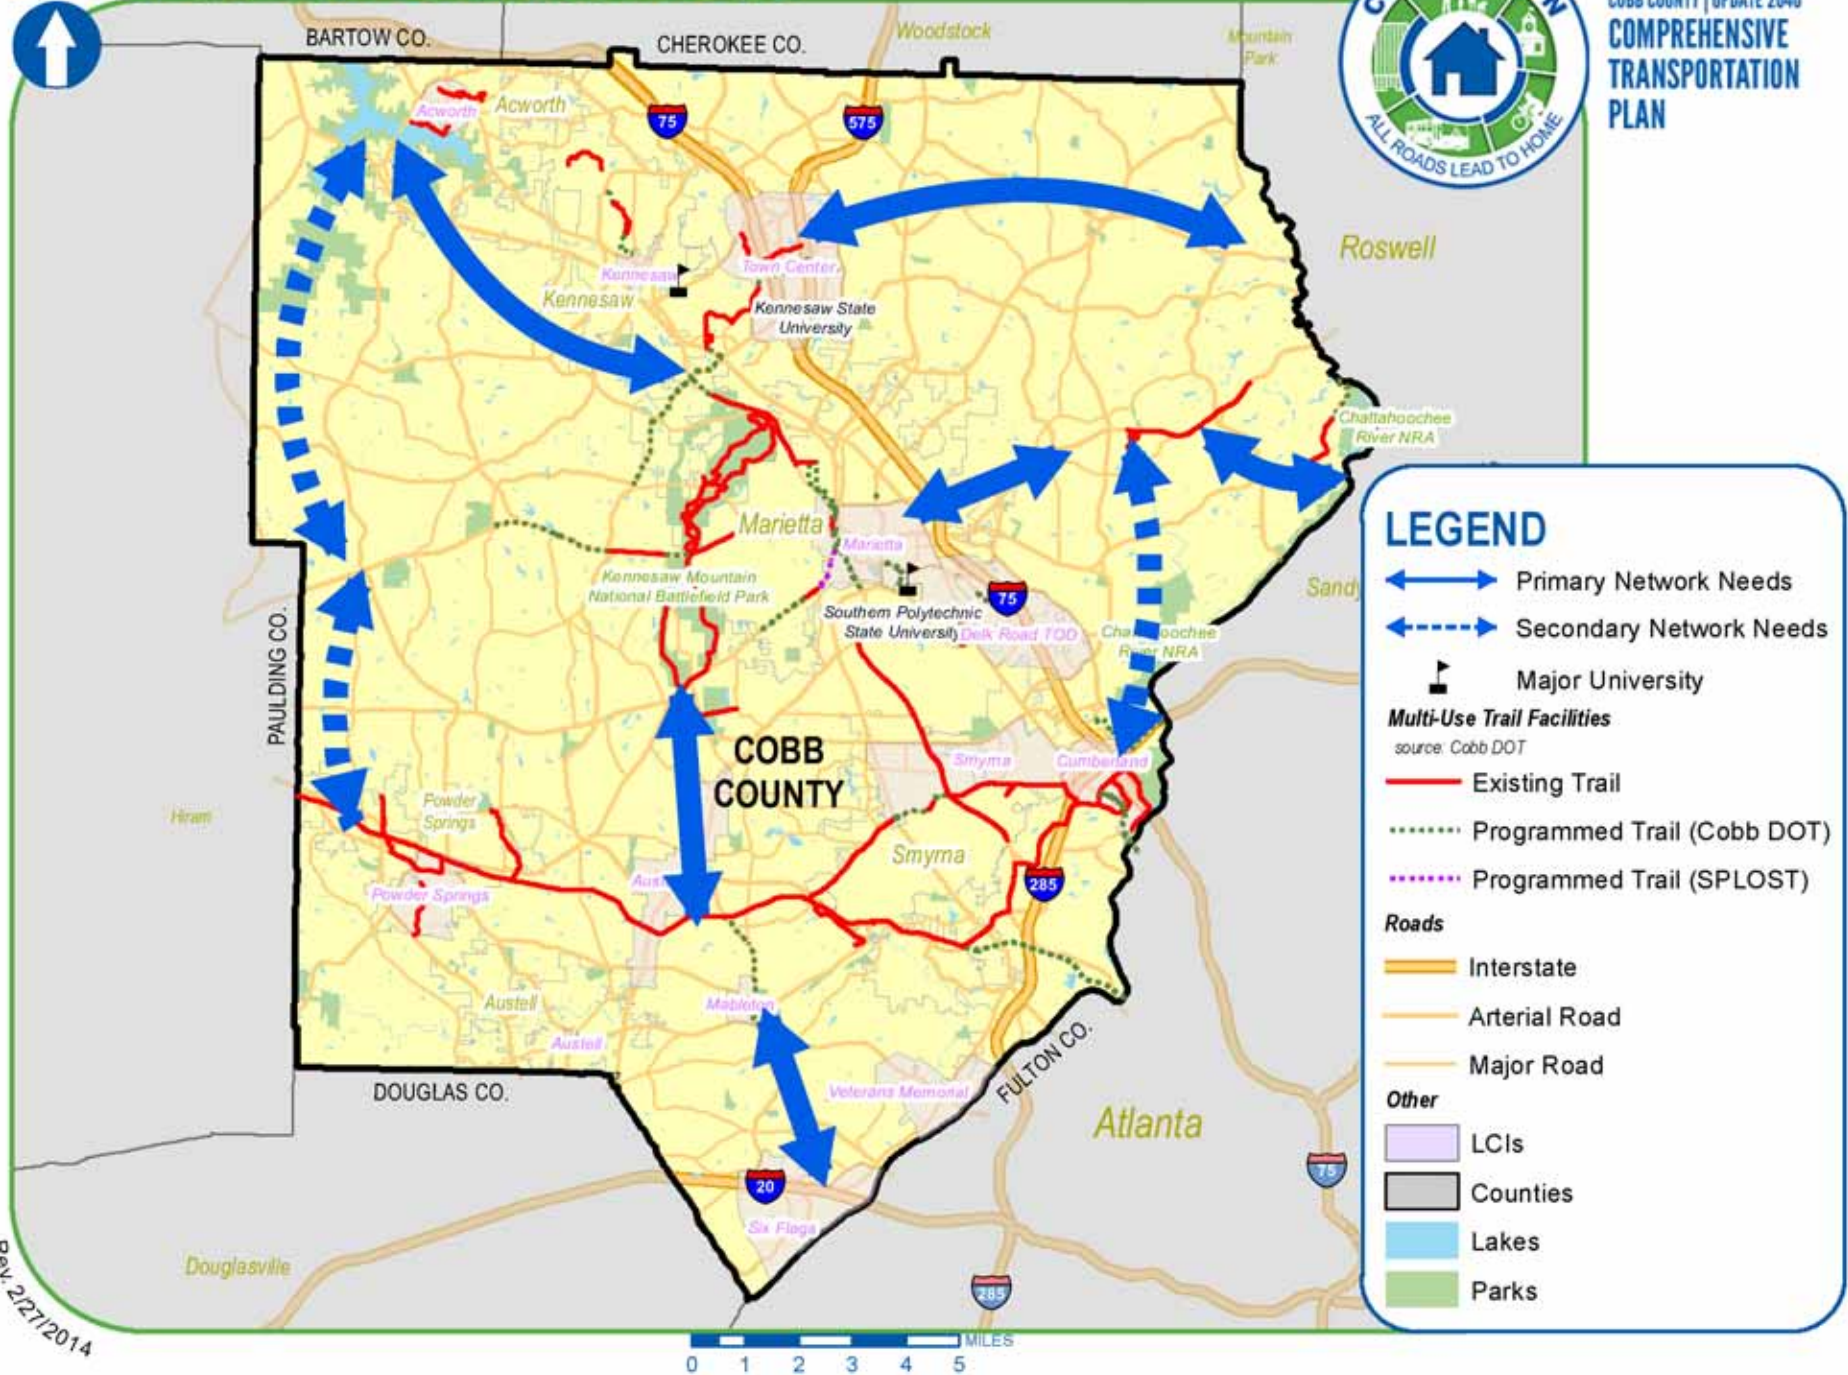 BARTOW CO.
CHEROKEE CO.
Woodstock
Mountain
Park
COBB COUNTY | UPDATE 2040
COMPREHENSIVE
TRANSPORTATION
PLAN
ALL ROADS LEAD TO HOME
Acworth
Acworth
75
575
Roswell
Kennesaw
Town Center
Kennesaw
Kennesaw State
University
Chattahoochee
River NRA
Marietta
Marietta
Kennesaw Mountain
National Battlefield Park
Southern Polytechnic
State University
Delk Road TOD
75
Sandy
River NRA
PAULDING CO.
COBB
COUNTY
Smyrna
Cumberland
Hiram
Powder
Springs
Smyrna
Powder Springs
285
Austell
Mableton
Austell
Veterans Memorial
FULTON CO.
DOUGLAS CO.
Atlanta
20
Six Flags
75
Douglasville
285
Rev. 2/27/2014
MILES
0 1 2 3 4 5
LEGEND
Primary Network Needs
Secondary Network Needs
Major University
Multi-Use Trail Facilities
source: Cobb DOT
Existing Trail
Programmed Trail (Cobb DOT)
Programmed Trail (SPLOST)
Roads
Interstate
Arterial Road
Major Road
Other
LCIs
Counties
Lakes
Parks